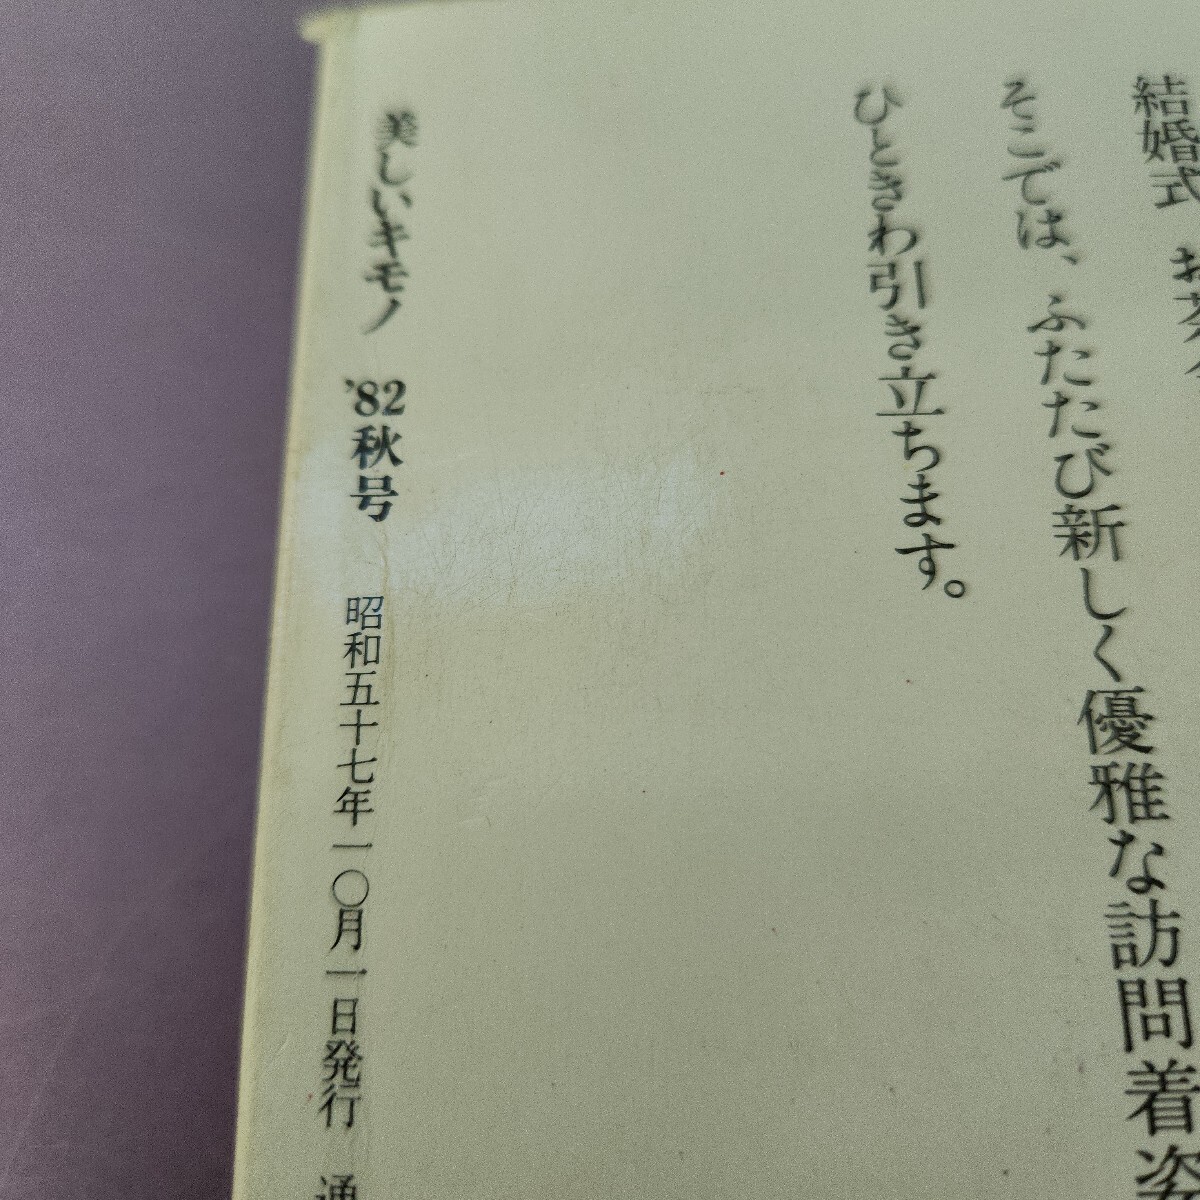 結婚式
そこでは、ふたたび新しく優雅な訪問着姿
ひときわ引き立ちます。
美しいキモノ '82秋号 昭和五十七年一〇月一日発行 通